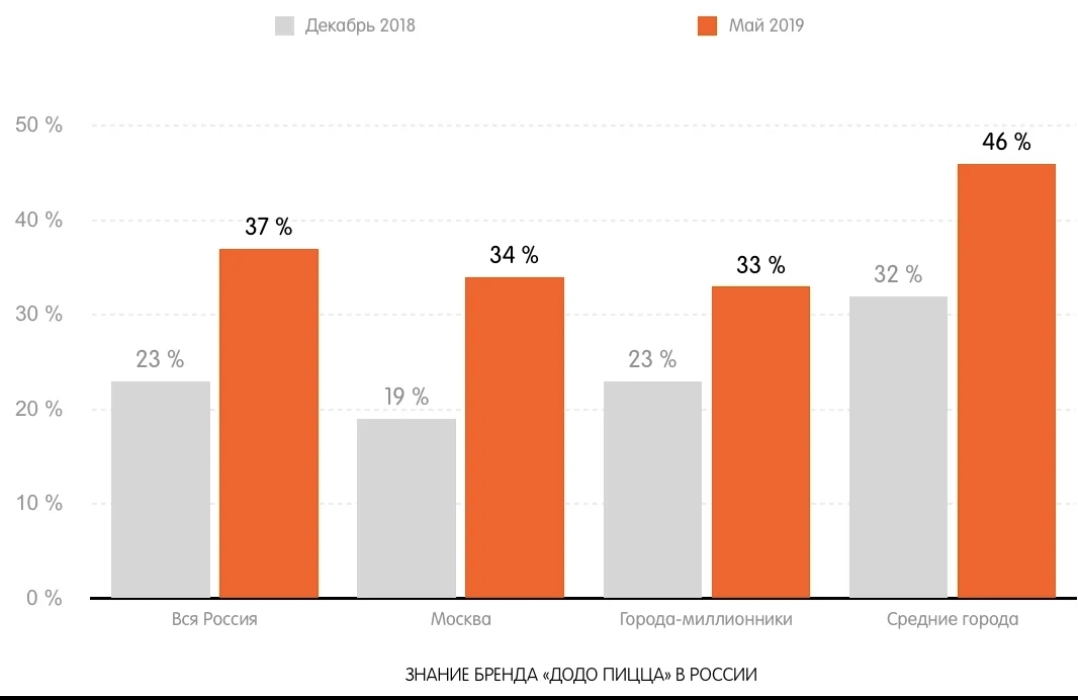 Декабрь 2018
Май 2019
50 %
40 %
30 %
20 %
10 %
0 %
23 %
37 %
19 %
34 %
23 %
33 %
32 %
46 %
Вся Россия
Москва
Города-миллионники
Средние города
ЗНАНИЕ БРЕНДА «ДОДО ПИЦЦА» В РОССИИ